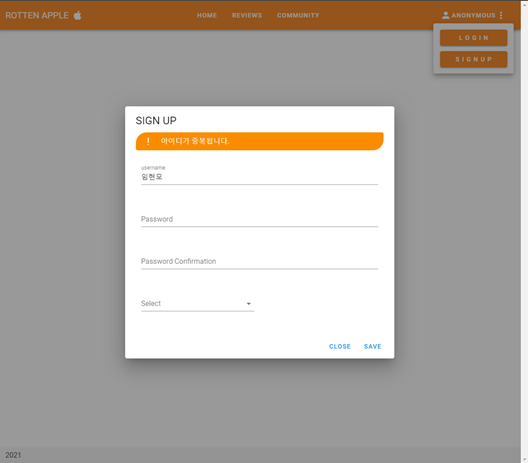 ROTTEN APPLE HOME REVIEWS COMMUNITY ANONYMOUS
LOGIN
SIGNUP
SIGN UP
! 아이디가 중복됩니다.
username
임현모
Password
Password Confirmation
Select
CLOSE SAVE
2021